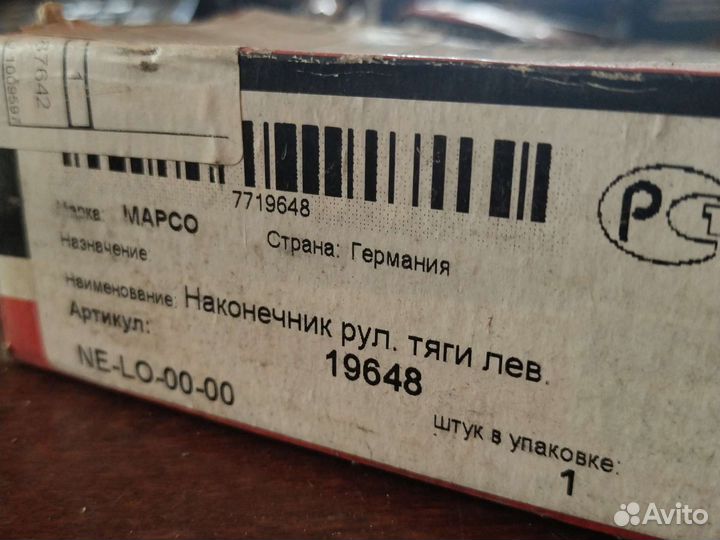 37642
1
7719648
Марка: MAPCO
Страна: Германия
Назначение
Наименование: Наконечник рул. тяги лев.
Артикул: 19648
NE-LO-00-00
штук в упаковке:
1
Avito